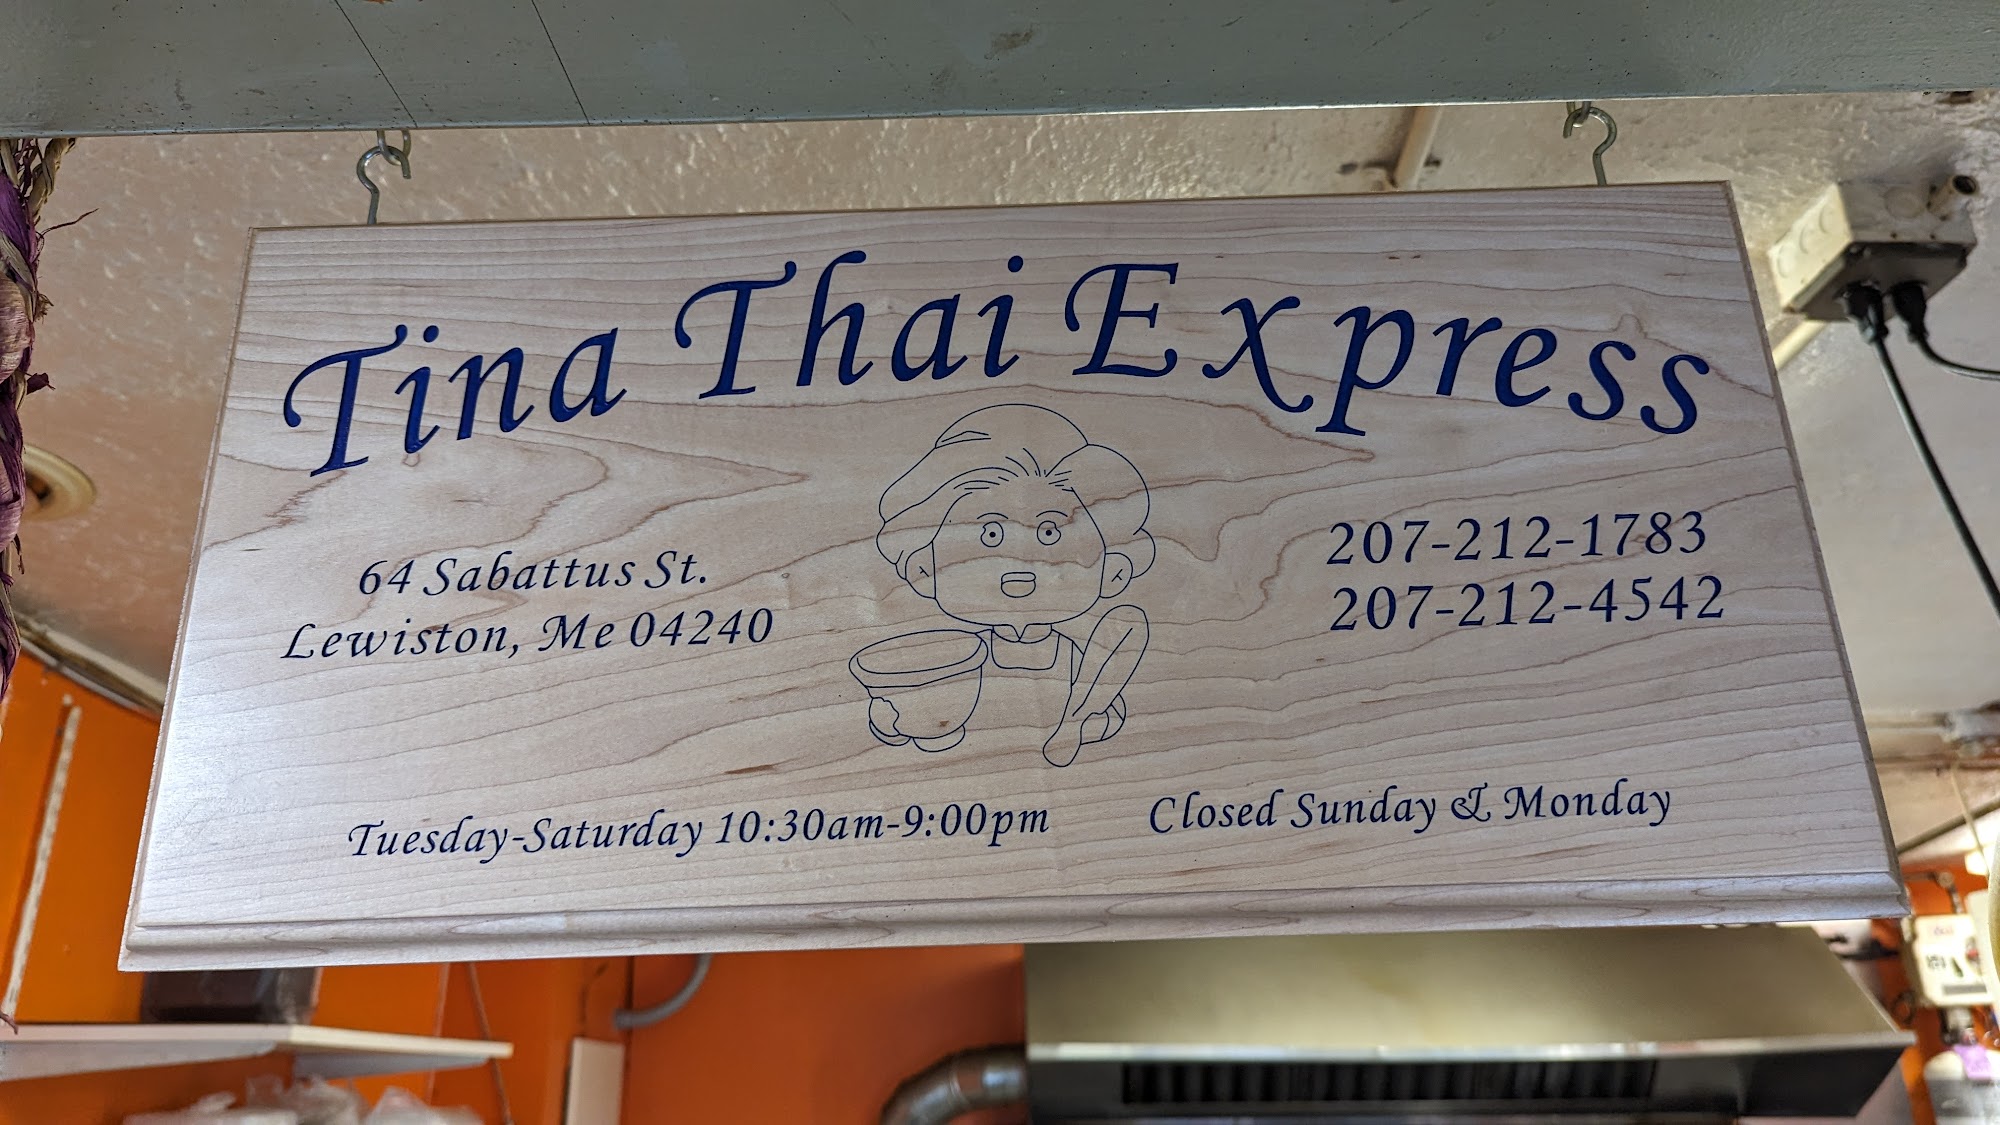 Tina Thai Express
64 Sabattus St.
Lewiston, Me 04240
207-212-1783
207-212-4542
Tuesday-Saturday 10:30am-9:00pm
Closed Sunday & Monday